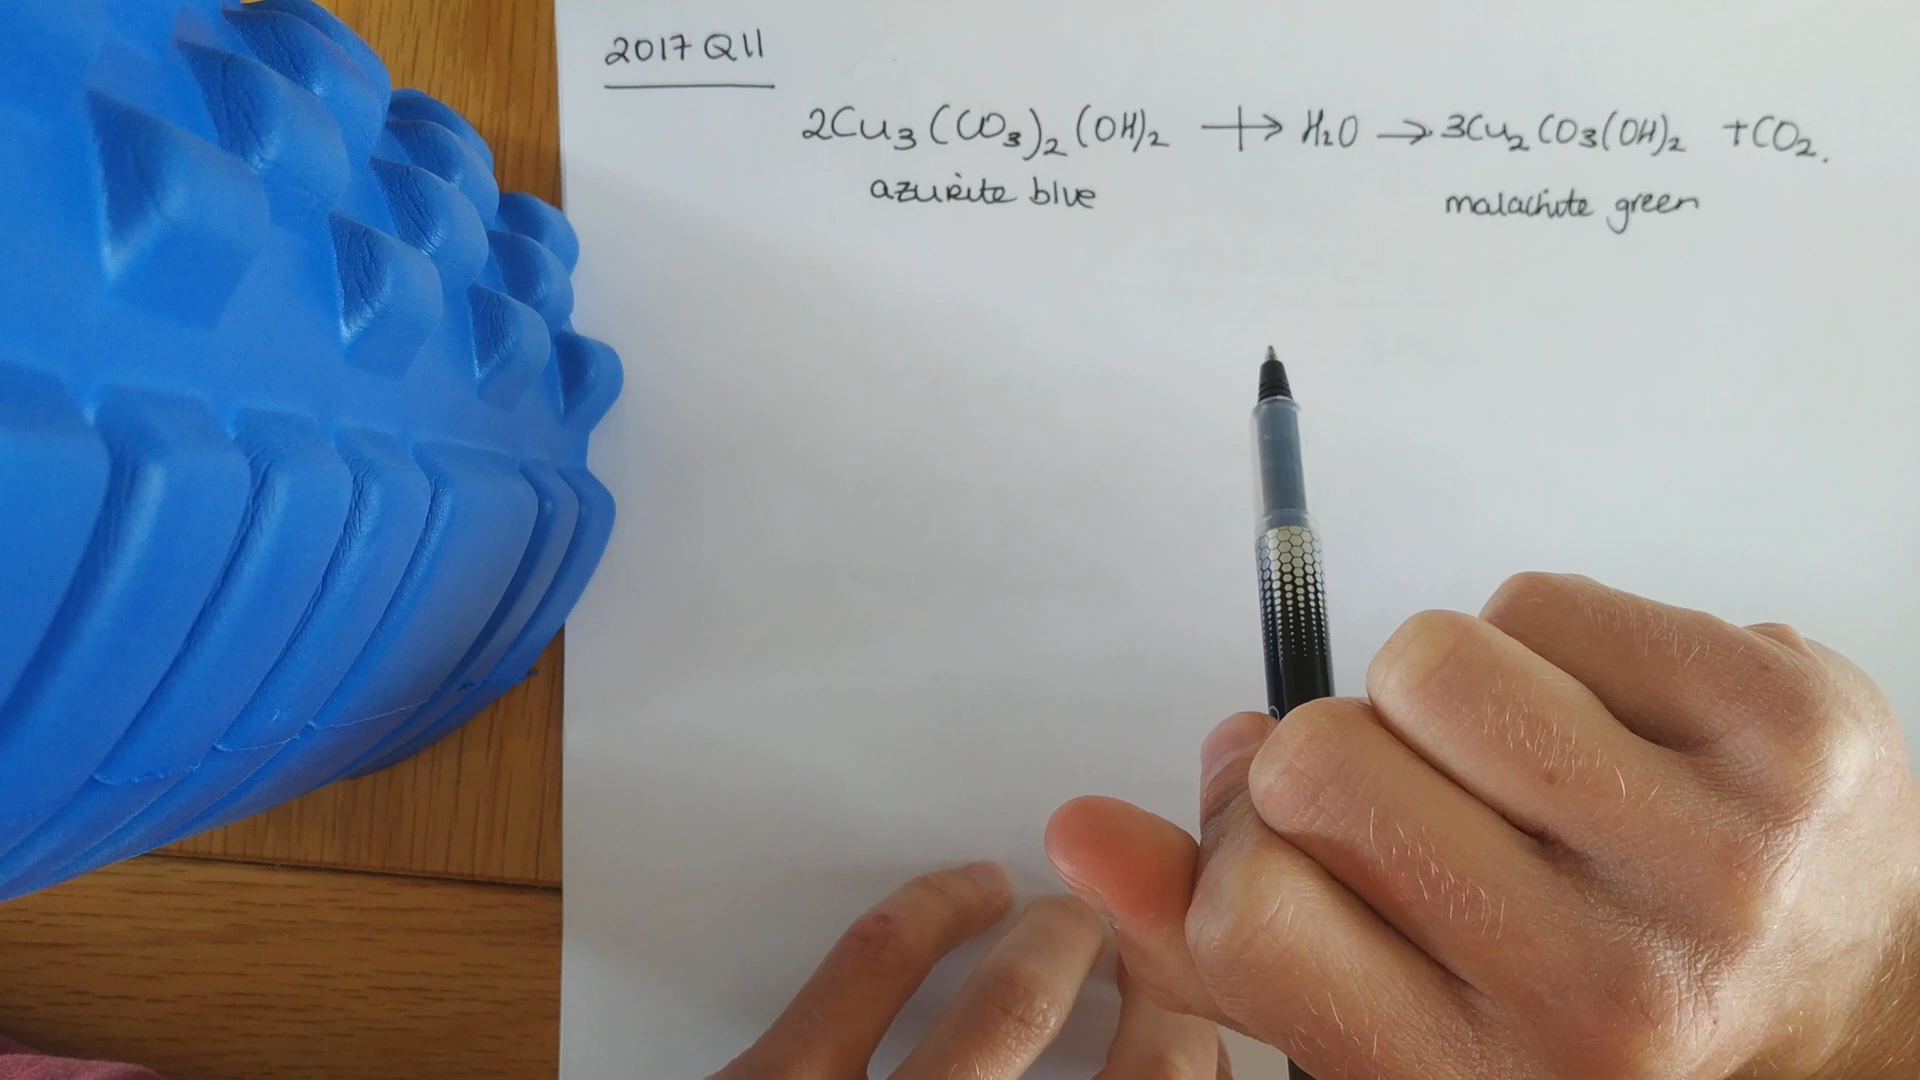 2017 Q11
2Cu₃(CO₃)₂(OH)₂ + → H₂O → 3Cu₂CO₃(OH)₂ + CO₂.
azurite blue malachite green